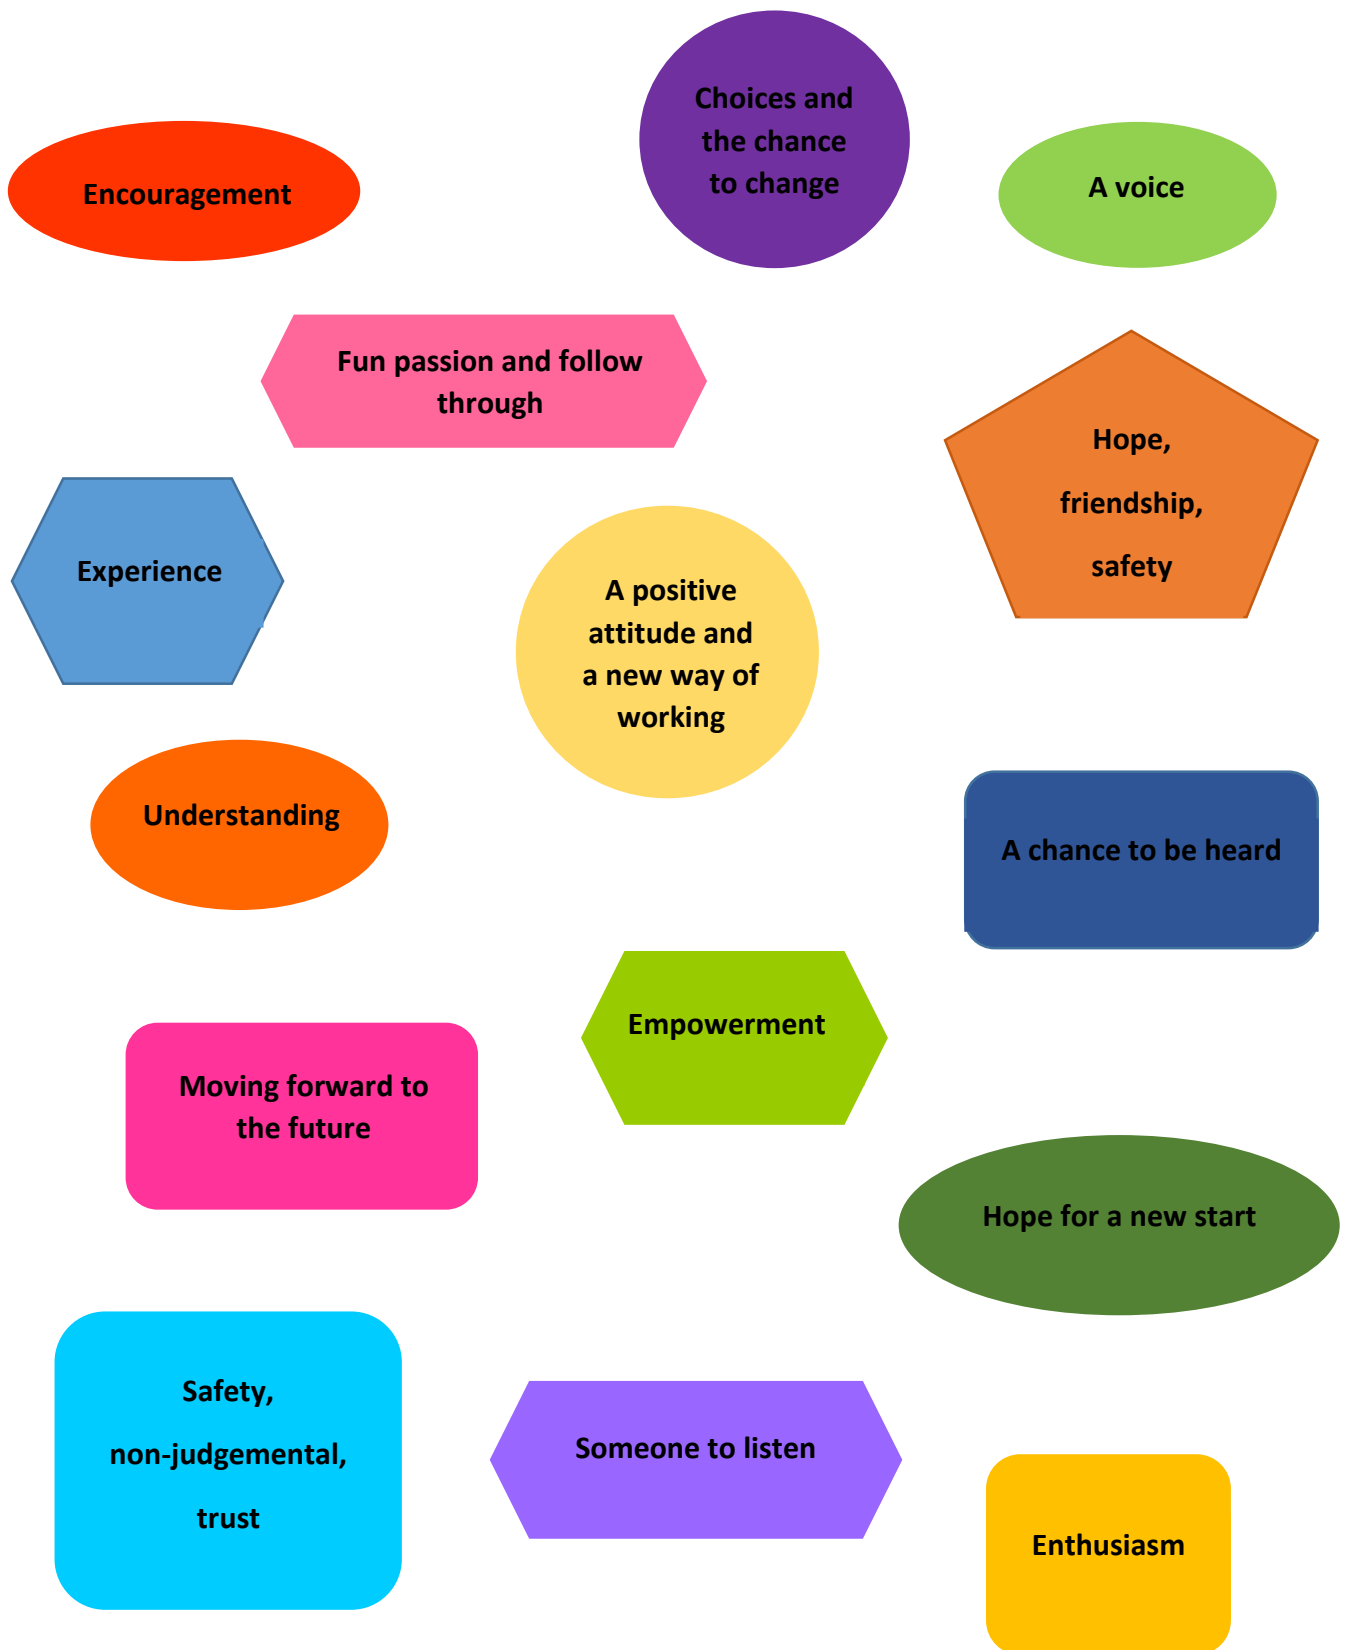 Choices and
the chance
to change
Encouragement
A voice
Fun passion and follow
through
Hope,
friendship,
safety
Experience
A positive
attitude and
a new way of
working
Understanding
A chance to be heard
Empowerment
Moving forward to
the future
Hope for a new start
Safety,
non-judgemental,
trust
Someone to listen
Enthusiasm